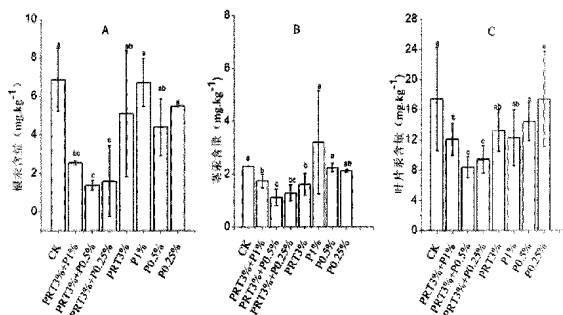 A
根汞含量（mg.kg-1）
10
8
6
4
2
0
a
bc
c
c
ab
a
ab
a
CK
PRT3%+P1%
PRT3%+P0.5%
PRT3%+P0.25%
PRT3%
P1%
P0.5%
P0.25%
B
茎汞含量（mg.kg-1）
8
6
4
2
0
a
b
c
bc
b
a
a
ab
CK
PRT3%+P1%
PRT3%+P0.5%
PRT3%+P0.25%
PRT3%
P1%
P0.5%
P0.25%
C
叶片汞含量（mg.kg-1）
28
24
20
16
12
8
4
0
a
c
c
ab
a
a
CK
PRT3%+P1%
PRT3%+P0.5%
PRT3%+P0.25%
PRT3%
P1%
P0.5%
P0.25%